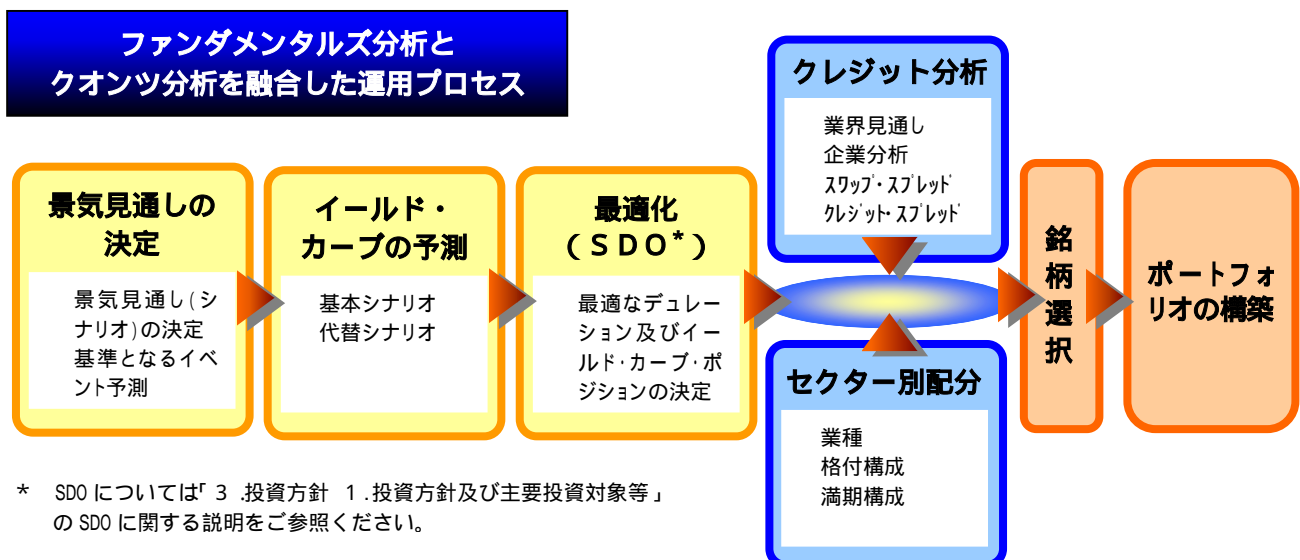 ファンダメンタルズ分析と
クオンツ分析を融合した運用プロセス
景気見通しの
決定
景気見通し(シ
ナリオ)の決定
基準となるイベ
ント予測
イールド・
カーブの予測
基本シナリオ
代替シナリオ
最適化
(SDO*)
最適なデュレー
ション及びイー
ルド・カーブ・ポ
ジションの決定
クレジット分析
業界見通し
企業分析
スワップ・スプレッド
クレジット・スプレッド
セクター別配分
業種
格付構成
満期構成
銘
柄
選
択
ポートフォ
リオの構築
* SDO については「 3 .投資方針 1 .投資方針及び主要投資対象等」
の SDO に関する説明をご参照ください。